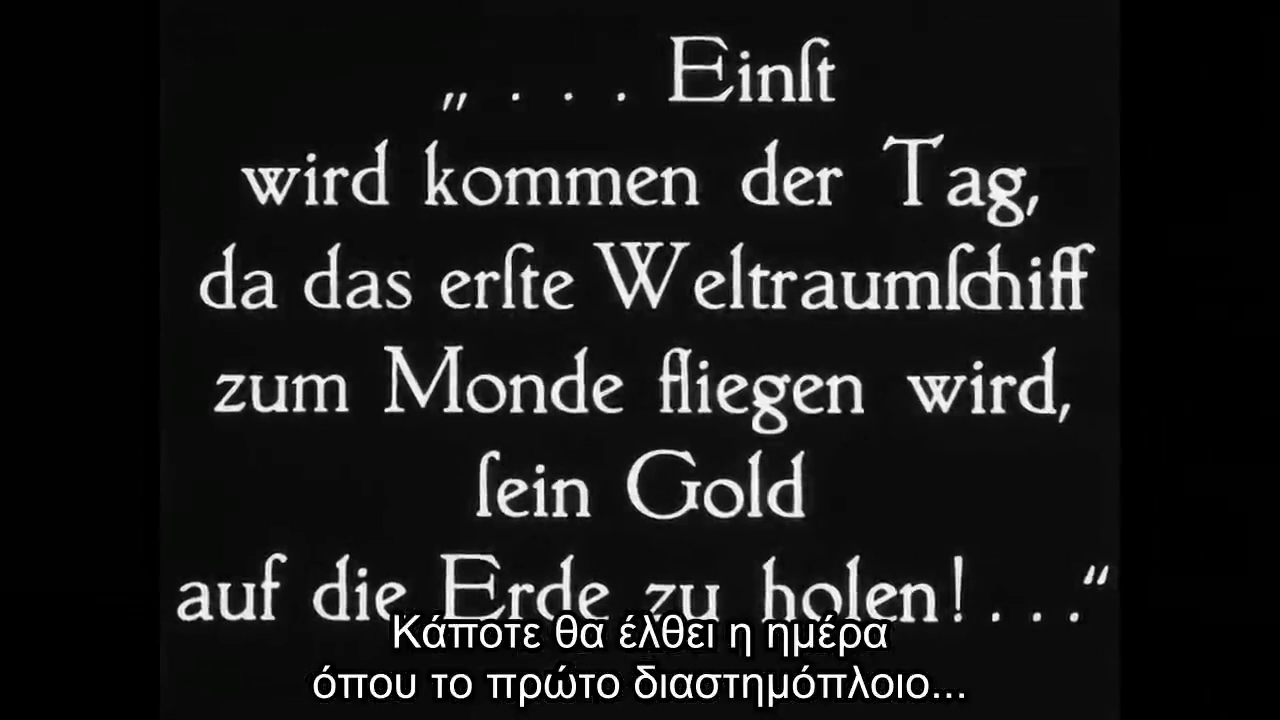 „ . . . Einſt
wird kommen der Tag,
da das erſte Weltraumſchiff
zum Monde fliegen wird,
ſein Gold
auf die Erde zu holen! . . .“
Κάποτε θα έλθει η ημέρα
όπου το πρώτο διαστημόπλοιο...